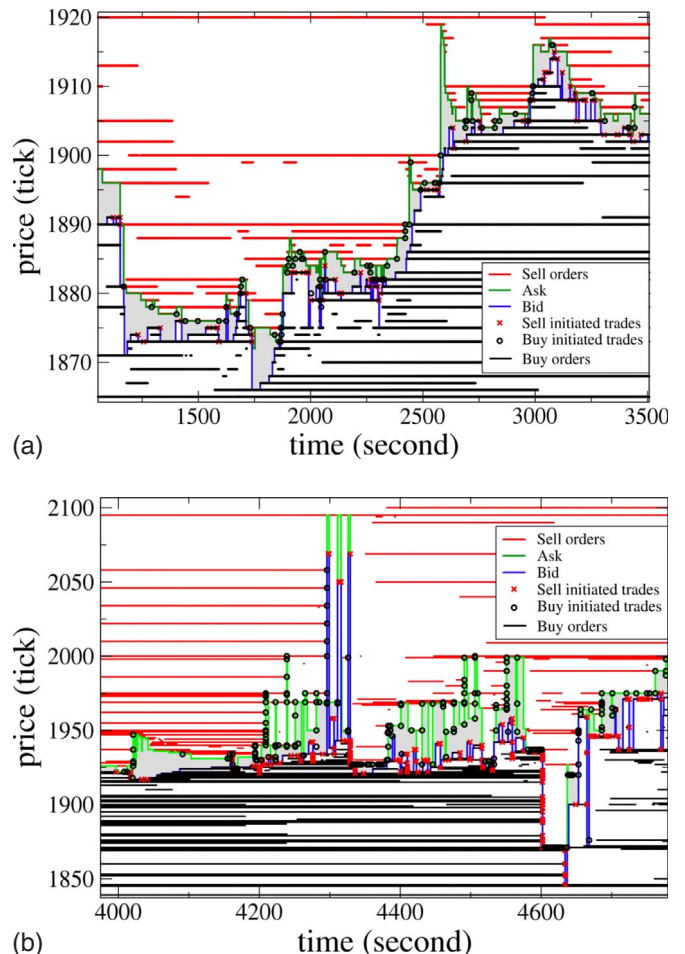 1920
1910
1900
1890
1880
1870
price (tick)
Sell orders
Ask
Bid
Sell initiated trades
Buy initiated trades
Buy orders
1500 2000 2500 3000 3500
time (second)
(a)
2100
2050
2000
1950
1900
1850
price (tick)
Sell orders
Ask
Bid
Sell initiated trades
Buy initiated trades
Buy orders
4000 4200 4400 4600
time (second)
(b)